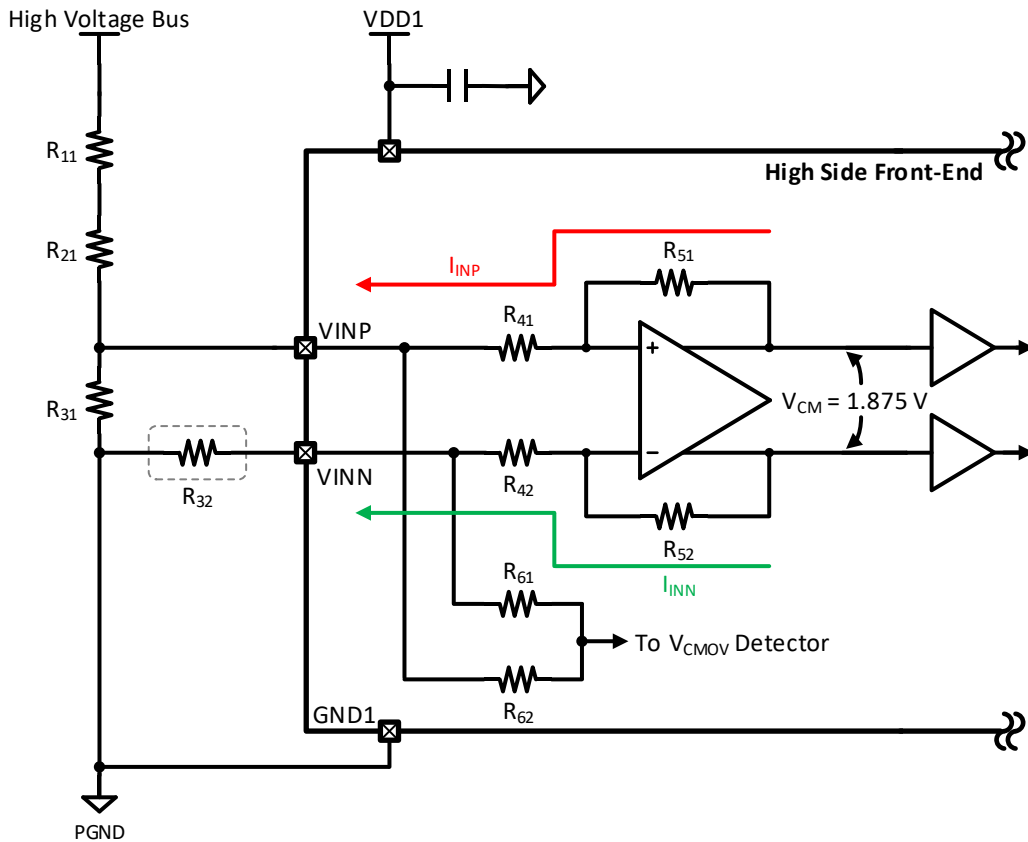 High Voltage Bus
VDD1
R11
High Side Front-End
R21
IINP
R51
VINP
R41
+
R31
VCM = 1.875 V
VINN
R42
−
R32
R52
R61
IINN
To VCMOV Detector
GND1
R62
PGND